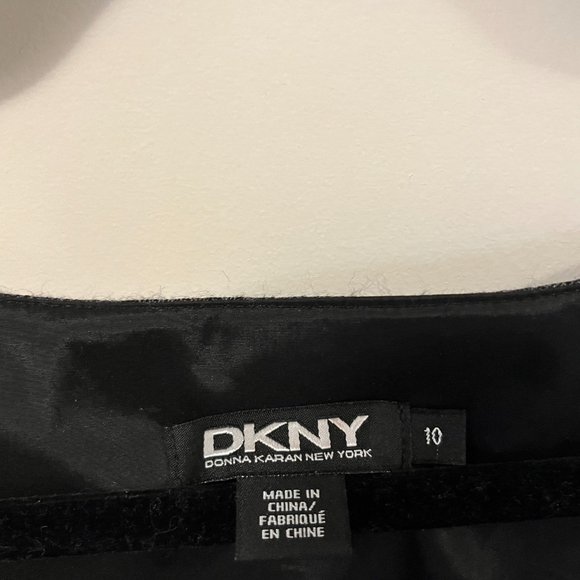 DKNY
DONNA KARAN NEW YORK
10
MADE IN
CHINA/
FABRIQUÉ
EN CHINE